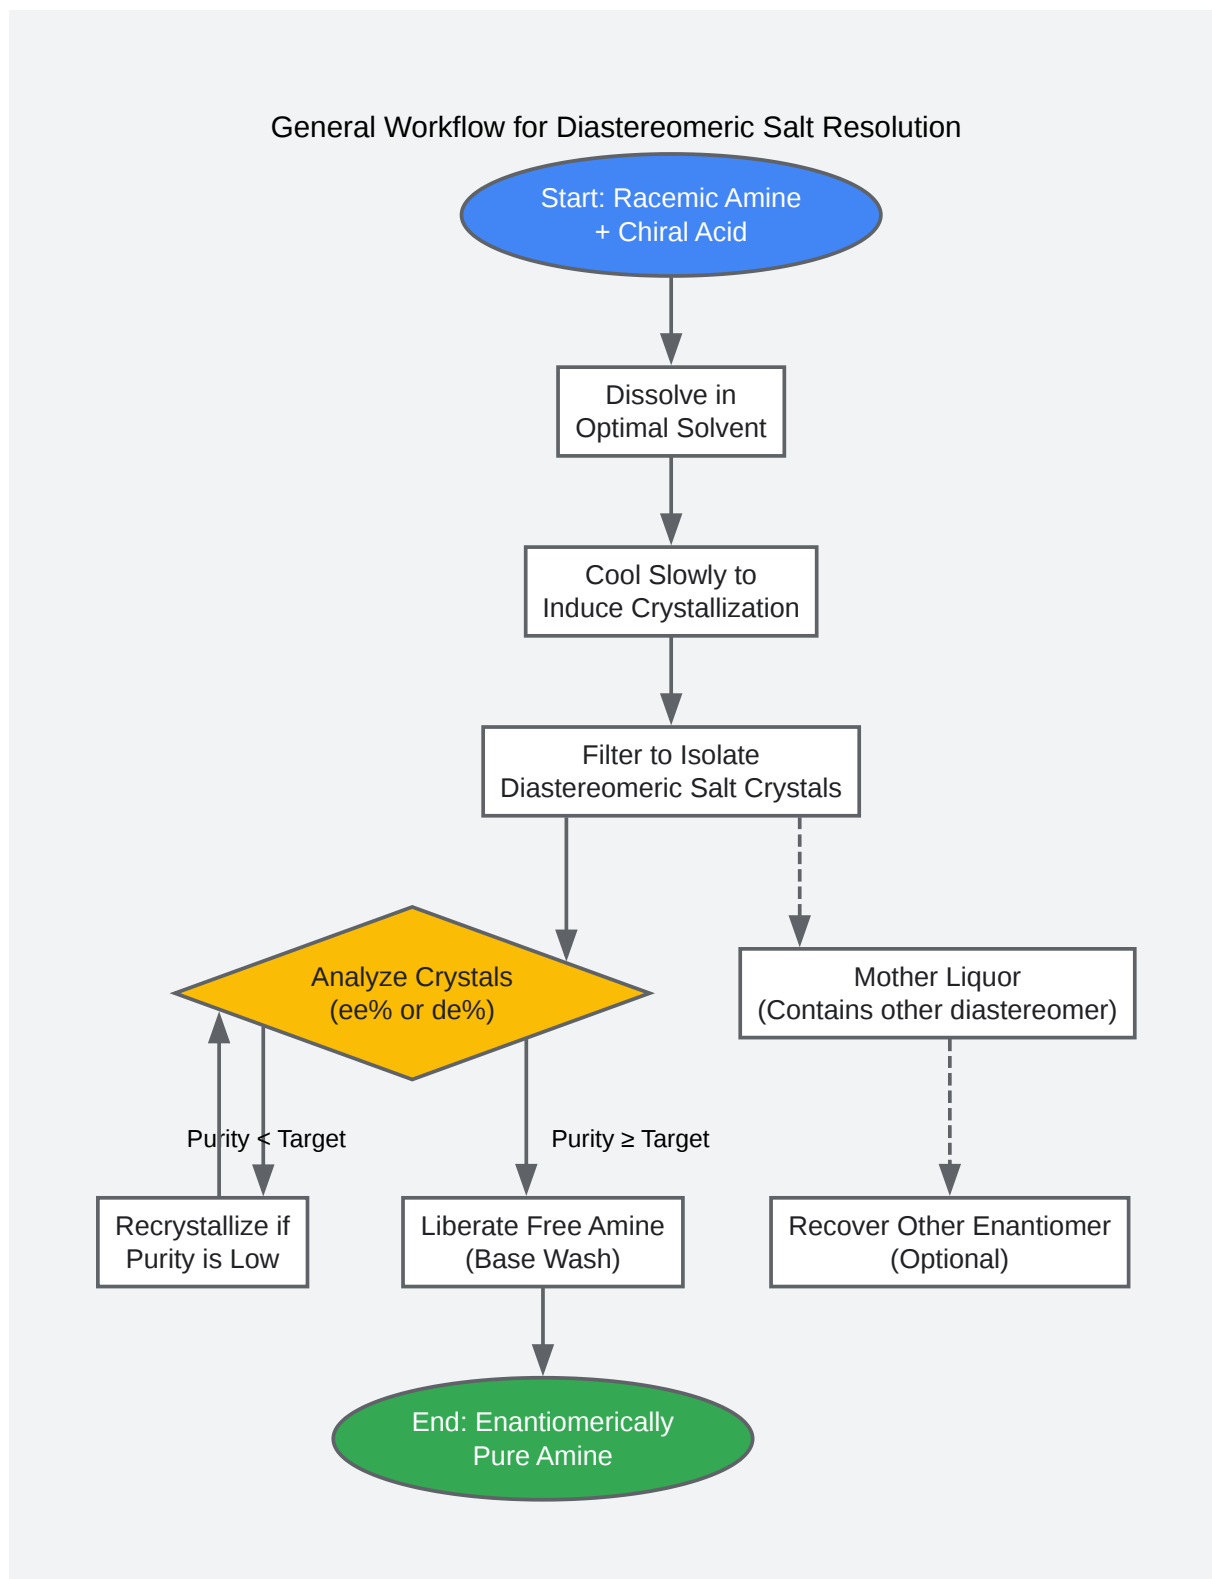 General Workflow for Diastereomeric Salt Resolution
Start: Racemic Amine
+ Chiral Acid
Dissolve in
Optimal Solvent
Cool Slowly to
Induce Crystallization
Filter to Isolate
Diastereomeric Salt Crystals
Analyze Crystals
(ee% or de%)
Mother Liquor
(Contains other diastereomer)
Purity < Target
Purity ≥ Target
Recrystallize if
Purity is Low
Liberate Free Amine
(Base Wash)
Recover Other Enantiomer
(Optional)
End: Enantiomerically
Pure Amine